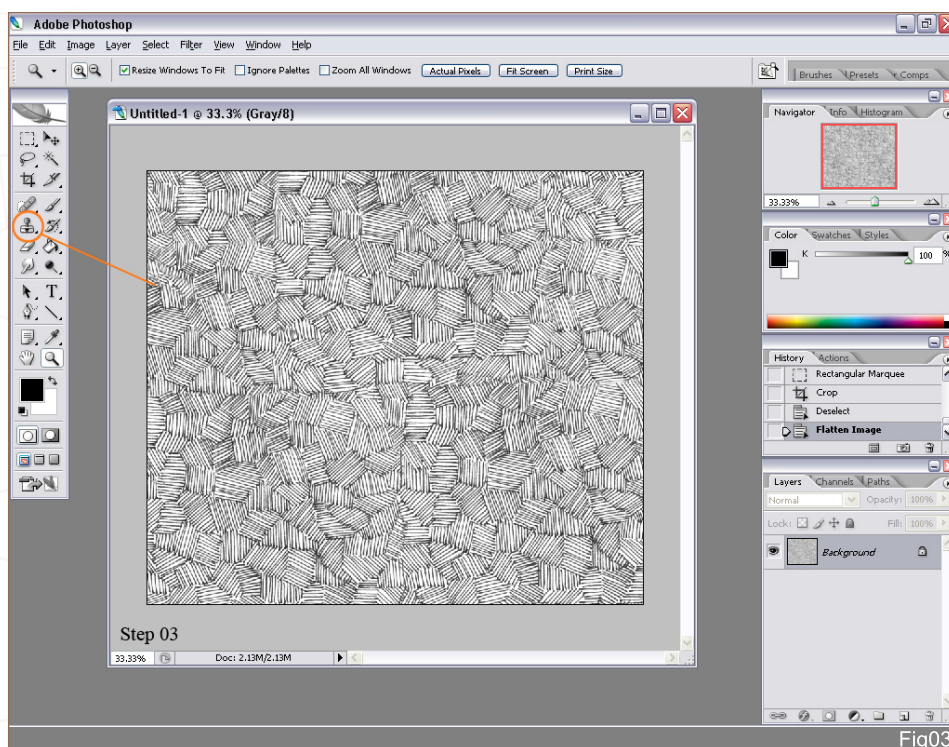 Adobe Photoshop
File Edit Image Layer Select Filter View Window Help
Resize Windows To Fit Ignore Palettes Zoom All Windows Actual Pixels Fit Screen Print Size
Brushes Presets Comps
Untitled-1 @ 33.3% (Gray/8)
Navigator Info Histogram
33.33%
Color Swatches Styles
K 100 %
T
History Actions
Rectangular Marquee
Crop
Deselect
Flatten Image
Layers Channels Paths
Normal Opacity: 100%
Lock: Fill: 100%
Background
Step 03
33.33% Doc: 2.13M/2.13M
Fig03